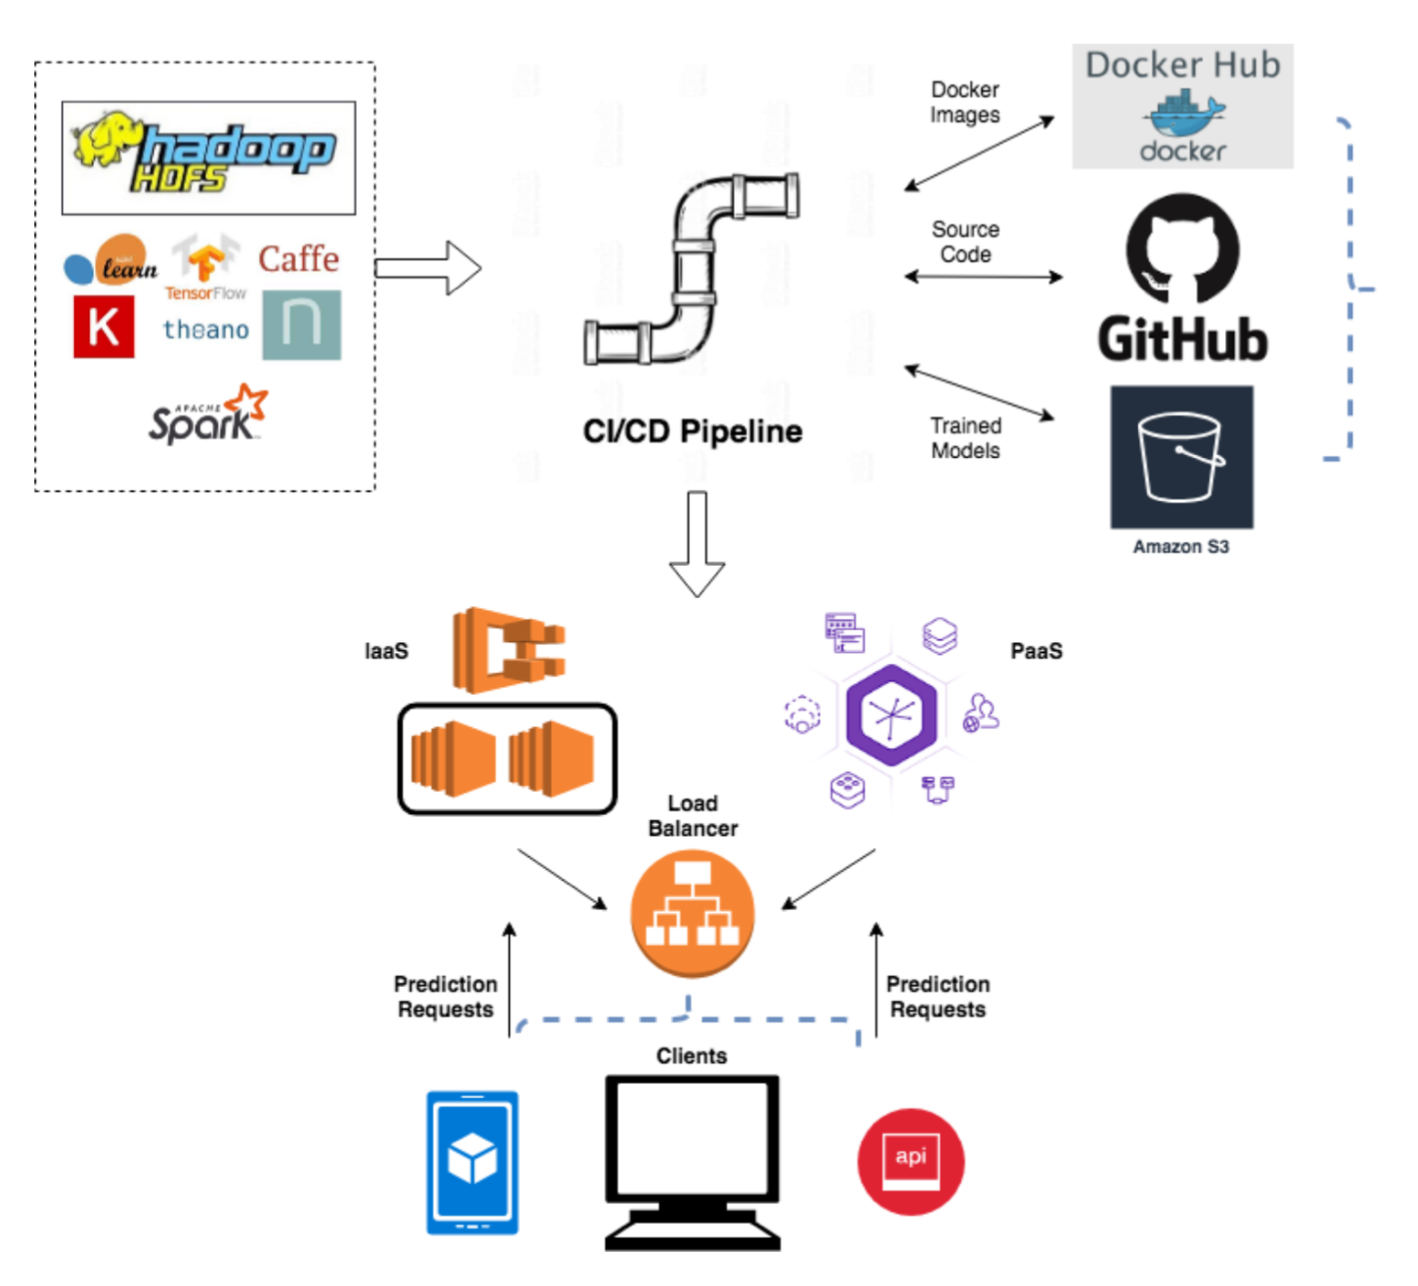 hadoop
HDFS
learn
TensorFlow
Caffe
K
theano
n
APACHE
Spark
CI/CD Pipeline
Docker
Images
Source
Code
Trained
Models
Docker Hub
docker
GitHub
Amazon S3
IaaS
PaaS
Load
Balancer
Prediction
Requests
Prediction
Requests
Clients
api